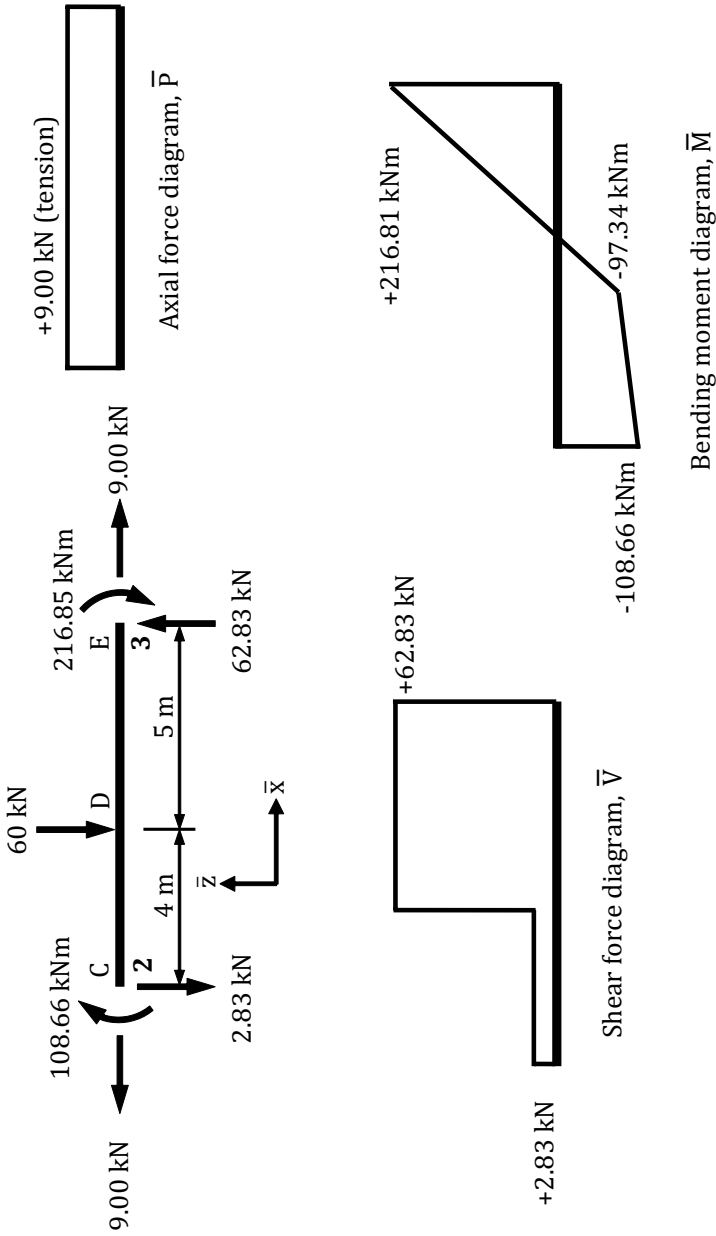 60 kN
108.66 kNm
C
D
E
216.85 kNm
9.00 kN
9.00 kN
2
3
2.83 kN
4 m
5 m
62.83 kN
z̅
x̅
+9.00 kN (tension)
Axial force diagram, P̅
+2.83 kN
+62.83 kN
Shear force diagram, V̅
+216.81 kNm
-97.34 kNm
-108.66 kNm
Bending moment diagram, M̅